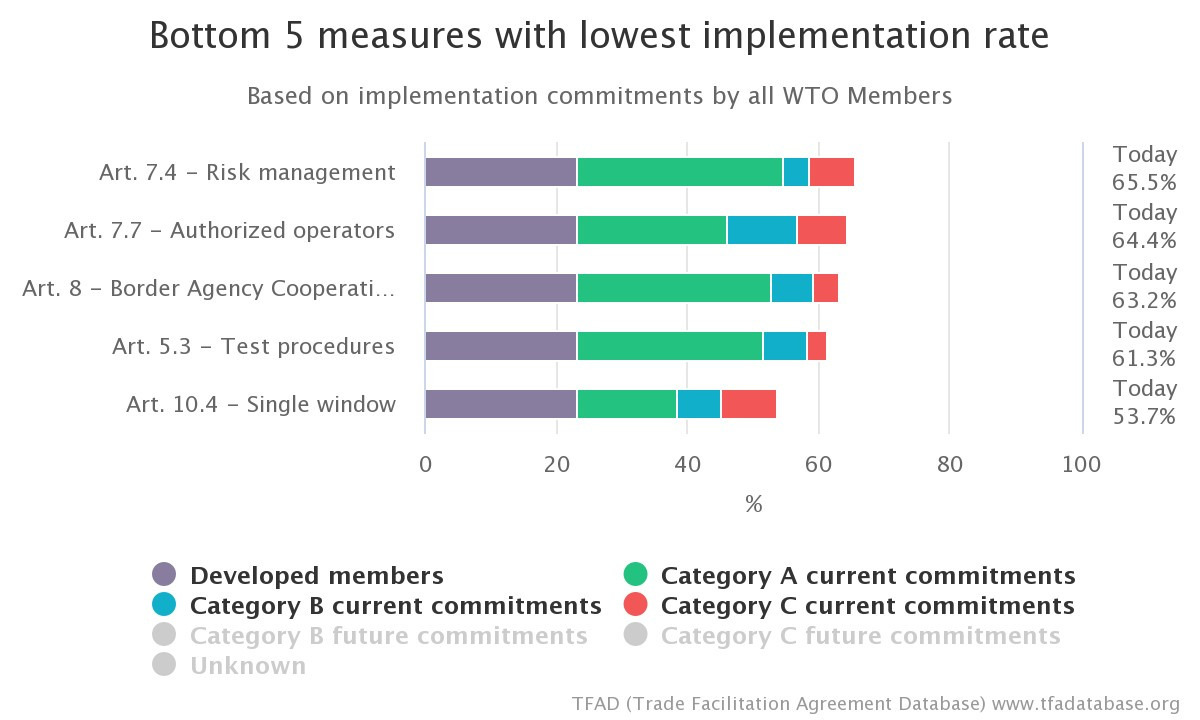 Bottom 5 measures with lowest implementation rate
Based on implementation commitments by all WTO Members
Art. 7.4 – Risk management
Today
65.5%
Art. 7.7 – Authorized operators
Today
64.4%
Art. 8 – Border Agency Cooperati...
Today
63.2%
Art. 5.3 – Test procedures
Today
61.3%
Art. 10.4 – Single window
Today
53.7%
0 20 40 60 80 100
%
Developed members
Category A current commitments
Category B current commitments
Category C current commitments
Category B future commitments
Category C future commitments
Unknown
TFAD (Trade Facilitation Agreement Database) www.tfadatabase.org